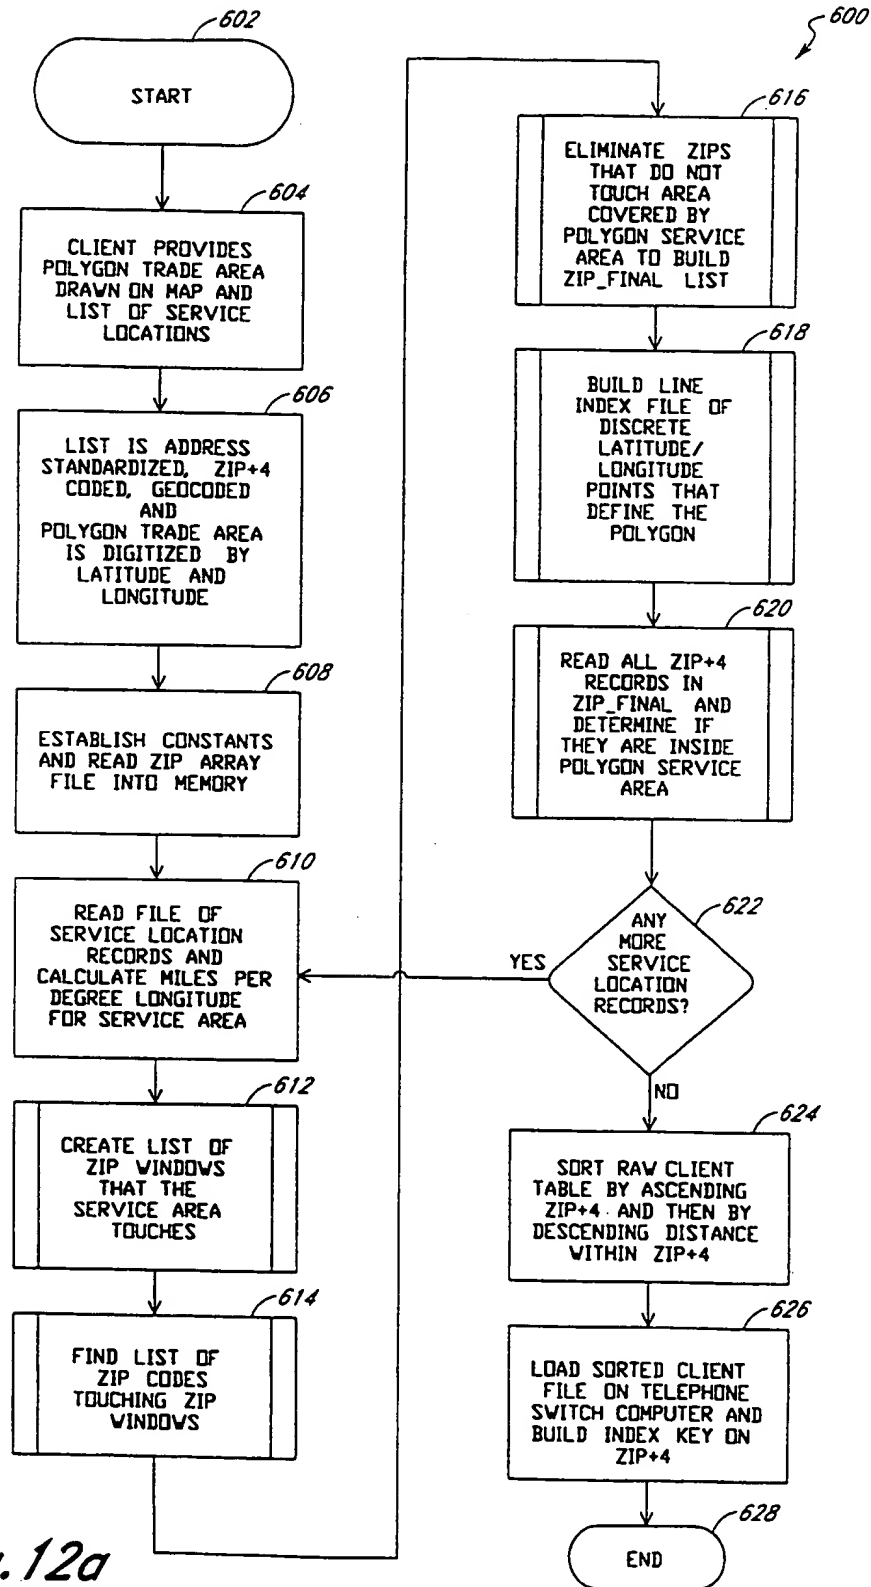 600
602
START
604
CLIENT PROVIDES
POLYGON TRADE AREA
DRAWN ON MAP AND
LIST OF SERVICE
LOCATIONS
606
LIST IS ADDRESS
STANDARDIZED, ZIP+4
CODED, GEOCODED
AND
POLYGON TRADE AREA
IS DIGITIZED BY
LATITUDE AND
LONGITUDE
608
ESTABLISH CONSTANTS
AND READ ZIP ARRAY
FILE INTO MEMORY
610
READ FILE OF
SERVICE LOCATION
RECORDS AND
CALCULATE MILES PER
DEGREE LONGITUDE
FOR SERVICE AREA
612
CREATE LIST OF
ZIP WINDOWS
THAT THE
SERVICE AREA
TOUCHES
614
FIND LIST OF
ZIP CODES
TOUCHING ZIP
WINDOWS
616
ELIMINATE ZIPS
THAT DO NOT
TOUCH AREA
COVERED BY
POLYGON SERVICE
AREA TO BUILD
ZIP_FINAL LIST
618
BUILD LINE
INDEX FILE OF
DISCRETE
LATITUDE/
LONGITUDE
POINTS THAT
DEFINE THE
POLYGON
620
READ ALL ZIP+4
RECORDS IN
ZIP_FINAL AND
DETERMINE IF
THEY ARE INSIDE
POLYGON SERVICE
AREA
622
ANY
MORE
SERVICE
LOCATION
RECORDS?
YES
NO
624
SORT RAW CLIENT
TABLE BY ASCENDING
ZIP+4 AND THEN BY
DESCENDING DISTANCE
WITHIN ZIP+4
626
LOAD SORTED CLIENT
FILE ON TELEPHONE
SWITCH COMPUTER AND
BUILD INDEX KEY ON
ZIP+4
628
END
.12a